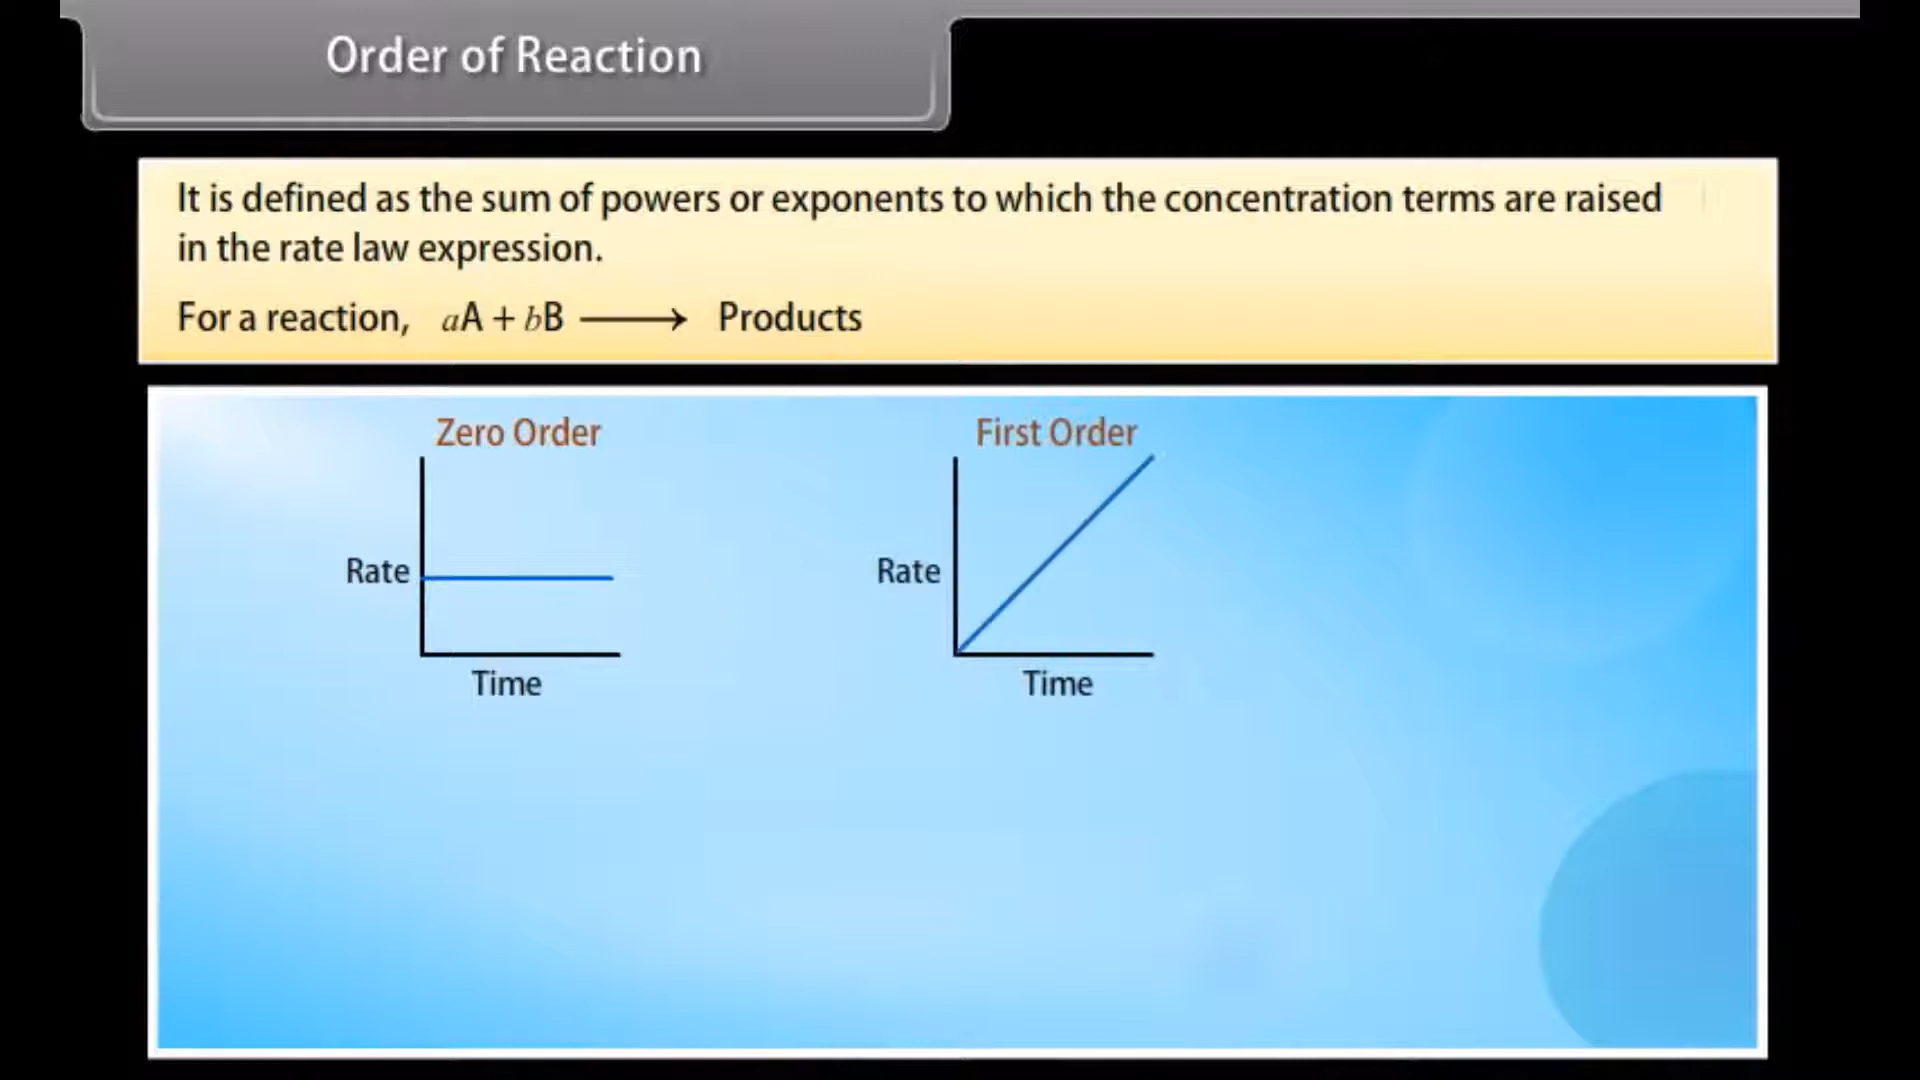 Order of Reaction
It is defined as the sum of powers or exponents to which the concentration terms are raised
in the rate law expression.
For a reaction, aA + bB ⟶ Products
Zero Order
Rate
Time
First Order
Rate
Time